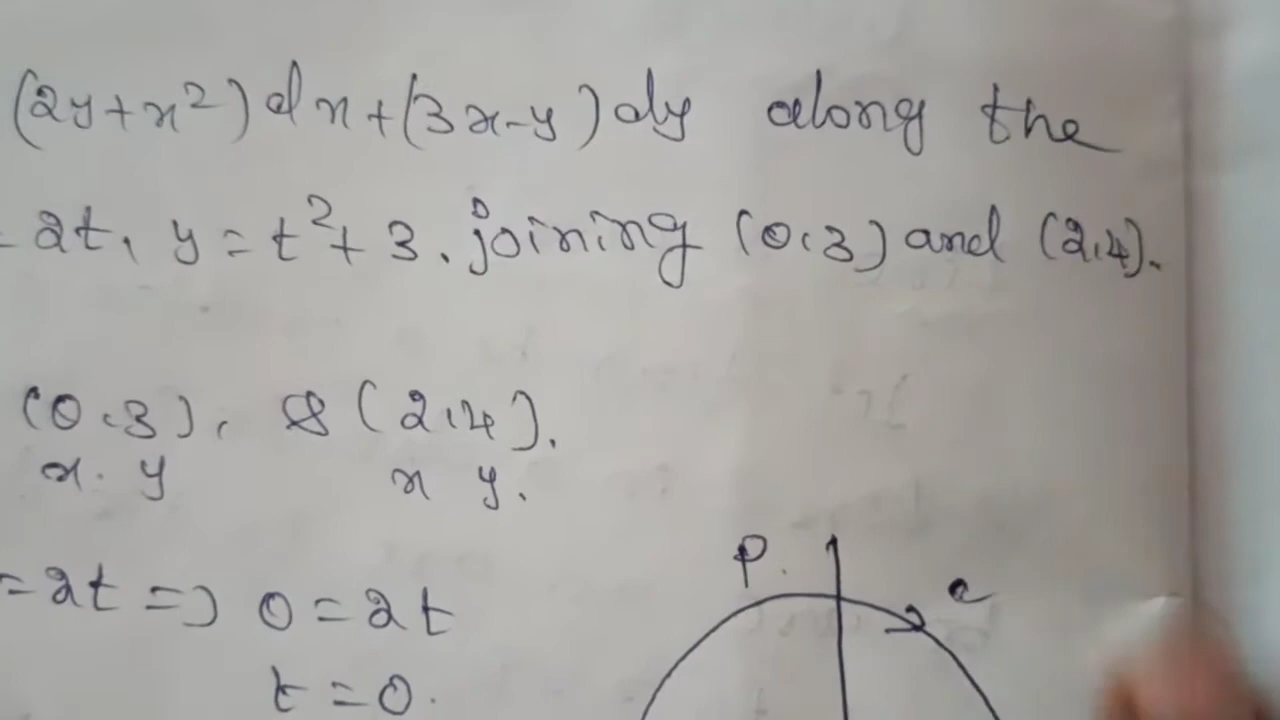 (2y+x²)dx+(3x-y)dy along the
= 2t, y = t²+3. joining (0,3) and (2,4).
(0,3), & (2,4).
x. y x y.
=2t => 0=2t
t=0.
P.
c